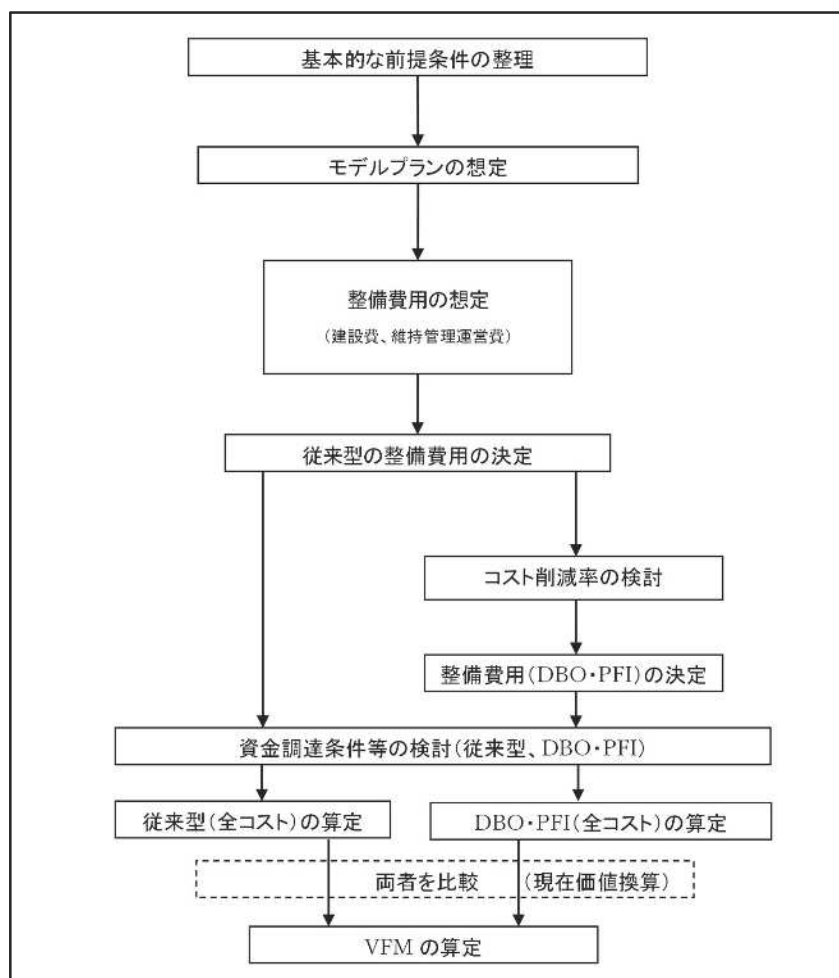 基本的な前提条件の整理
モデルプランの想定
整備費用の想定
（建設費、維持管理運営費）
従来型の整備費用の決定
コスト削減率の検討
整備費用（DBO・PFI）の決定
資金調達条件等の検討（従来型、DBO・PFI）
従来型（全コスト）の算定
DBO・PFI（全コスト）の算定
両者を比較　（現在価値換算）
VFM の算定